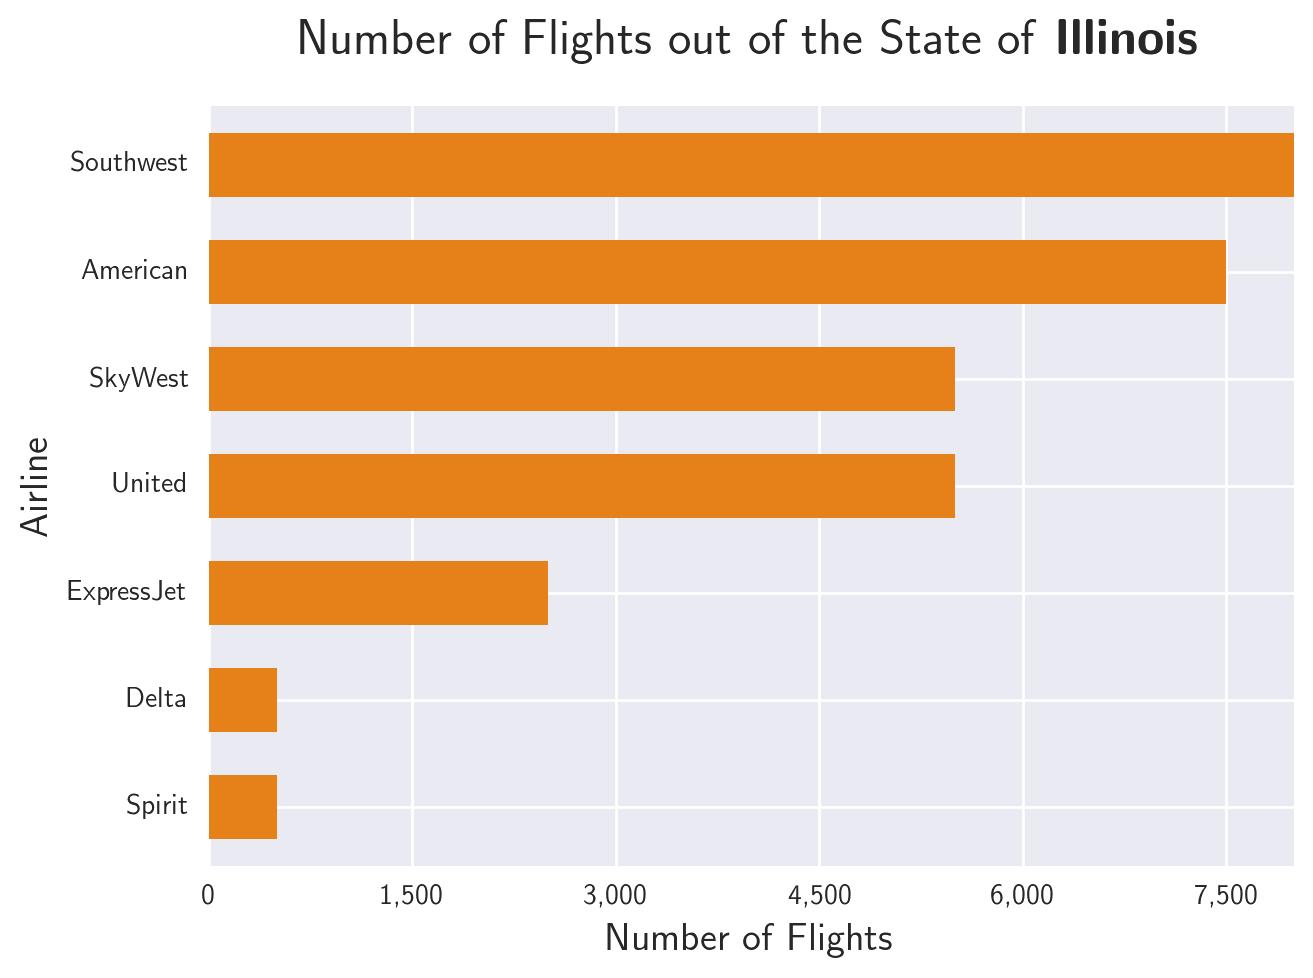 Number of Flights out of the State of Illinois
Southwest
American
SkyWest
United
ExpressJet
Delta
Spirit
Airline
0 1,500 3,000 4,500 6,000 7,500
Number of Flights